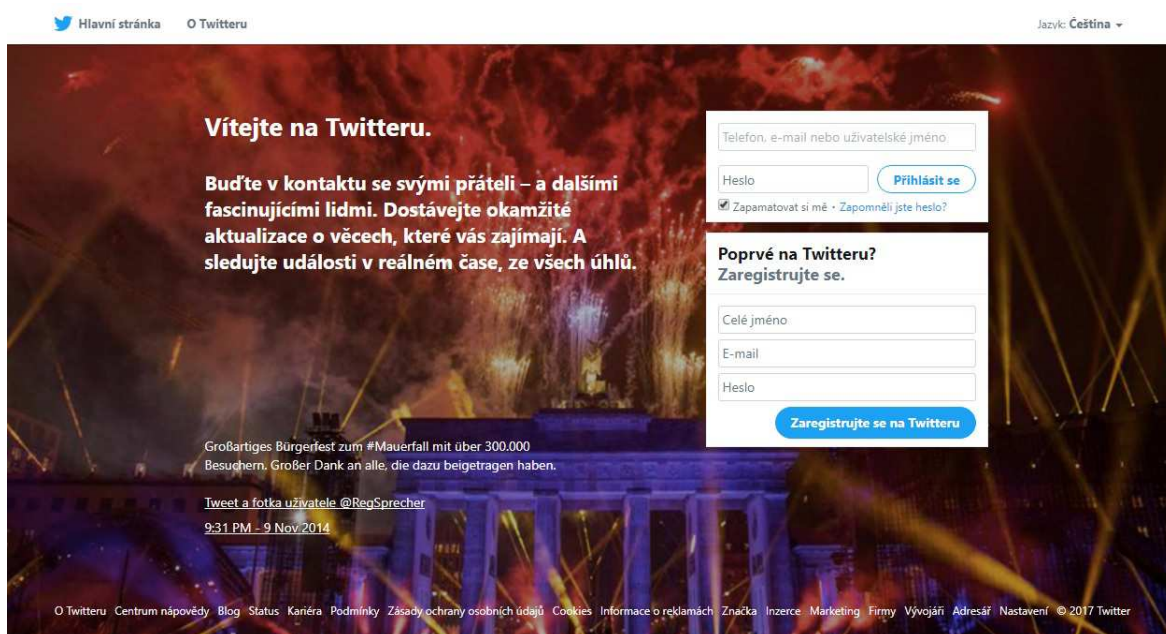 Hlavní stránka O Twitteru Jazyk: Čeština
Vítejte na Twitteru.
Buďte v kontaktu se svými přáteli – a dalšími
fascinujícími lidmi. Dostávejte okamžité
aktualizace o věcech, které vás zajímají. A
sledujte události v reálném čase, ze všech úhlů.
Telefon, e-mail nebo uživatelské jméno
Heslo Přihlásit se
Zapamatovat si mě · Zapomněli jste heslo?
Poprvé na Twitteru?
Zaregistrujte se.
Celé jméno
E-mail
Heslo
Zaregistrujte se na Twitteru
Großartiges Bürgerfest zum #Mauerfall mit über 300.000
Besuchern. Großer Dank an alle, die dazu beigetragen haben.
Tweet a fotka uživatele @RegSprecher
9:31 PM - 9 Nov 2014
O Twitteru Centrum nápovědy Blog Status Kariéra Podmínky Zásady ochrany osobních údajů Cookies Informace o reklamách Značka Inzerce Marketing Firmy Vývojáři Adresář Nastavení © 2017 Twitter